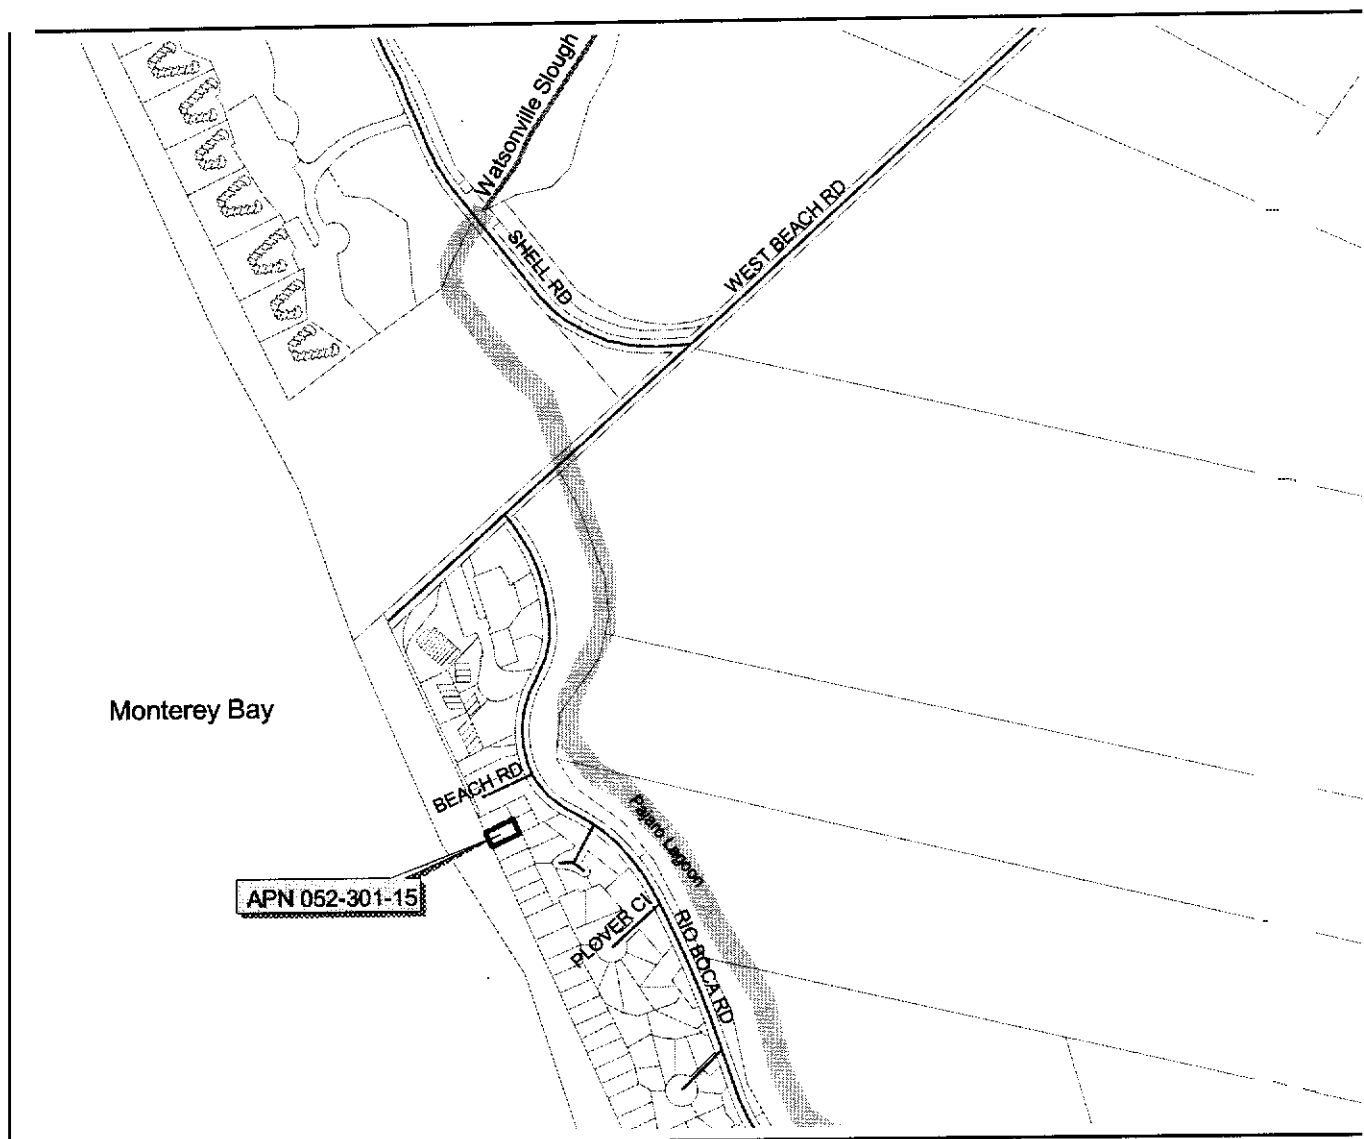 Watsonville Slough
SHELL RD
WEST BEACH RD
Monterey Bay
BEACH RD
Pajaro Lagoon
APN 052-301-15
PLOVER CI
RIO BOCA RD